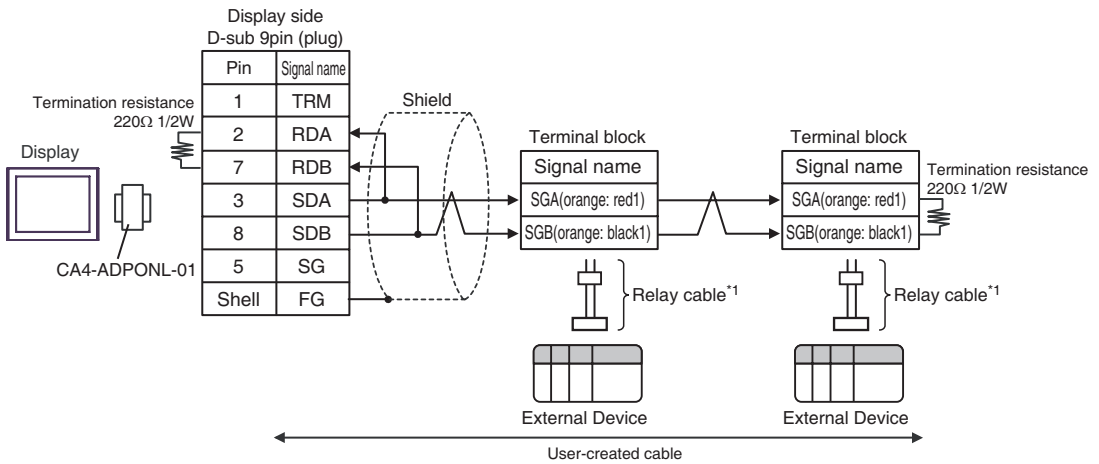 Display side
D-sub 9pin (plug)
Pin Signal name
1 TRM
2 RDA
7 RDB
3 SDA
8 SDB
5 SG
Shell FG
Termination resistance
220Ω 1/2W
Display
CA4-ADPONL-01
Shield
Terminal block
Signal name
SGA(orange: red1)
SGB(orange: black1)
Relay cable*1
External Device
Terminal block
Signal name
SGA(orange: red1)
SGB(orange: black1)
Termination resistance
220Ω 1/2W
Relay cable*1
External Device
User-created cable